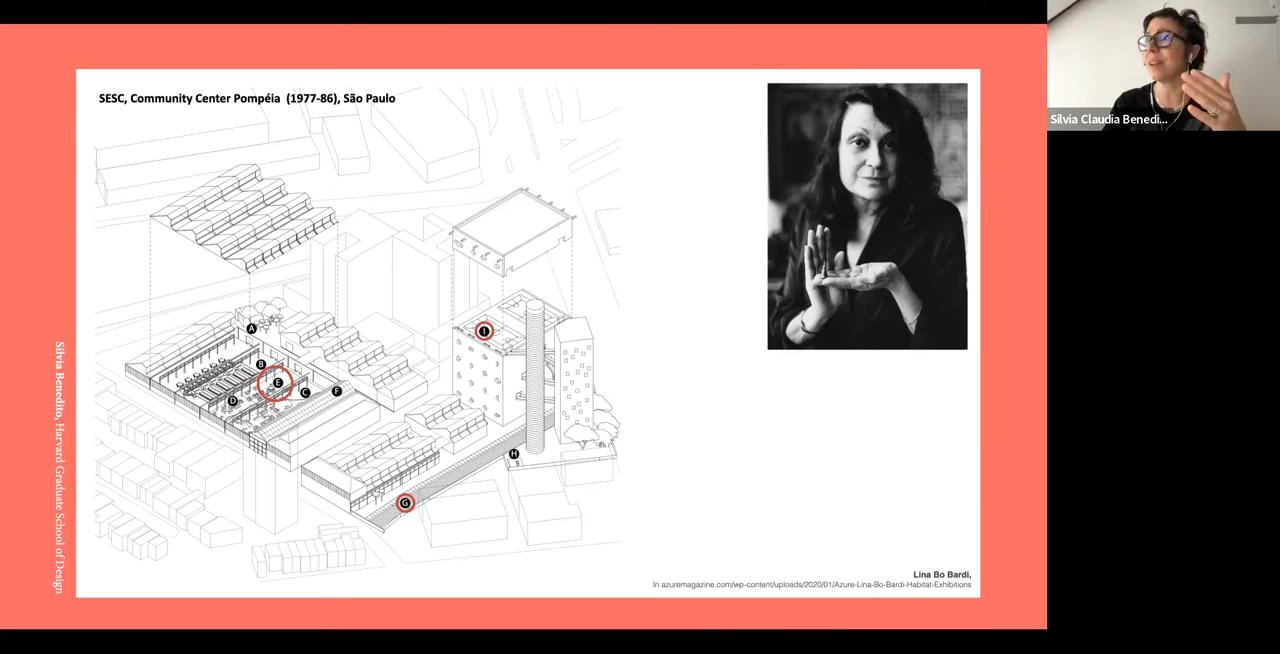 SESC, Community Center Pompéia (1977-86), São Paulo
Silvia Claudia Benedi...
A
B
E
C
F
D
I
H
G
Silvia Benedito, Harvard Graduate School of Design
Lina Bo Bardi,
In azuremagazine.com/wp-content/uploads/2020/01/Azure-Lina-Bo-Bardi-Habitat-Exhibitions